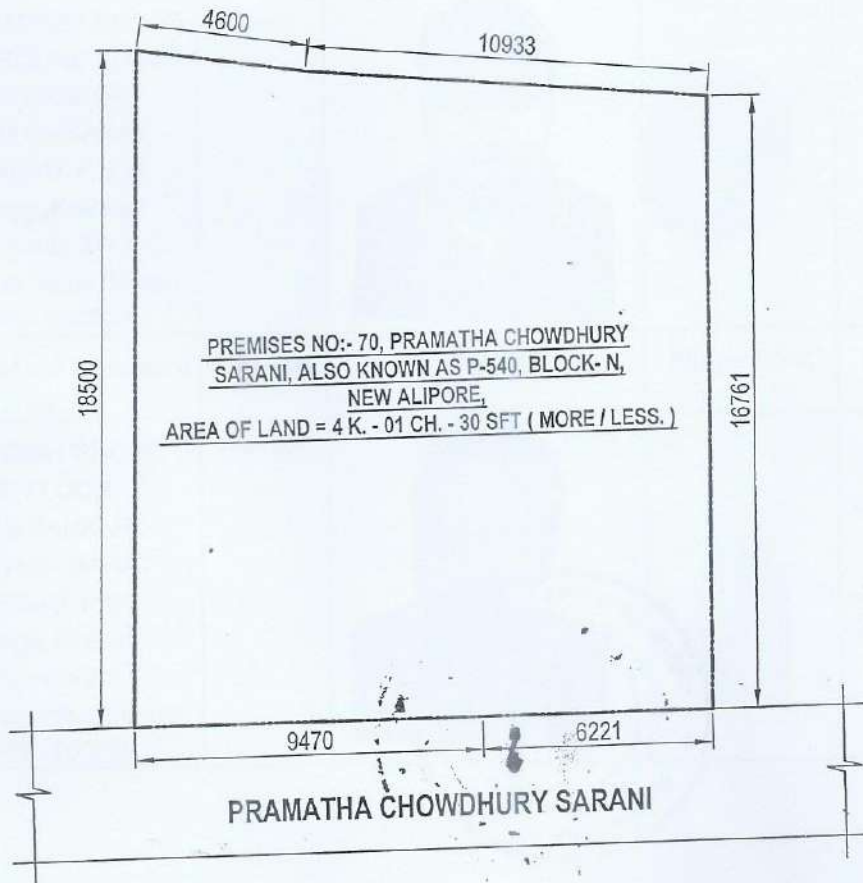 4600
10933
18500
PREMISES NO:- 70, PRAMATHA CHOWDHURY
SARANI, ALSO KNOWN AS P-540, BLOCK- N,
NEW ALIPORE,
AREA OF LAND = 4 K. - 01 CH. - 30 SFT ( MORE / LESS. )
16761
9470
6221
PRAMATHA CHOWDHURY SARANI